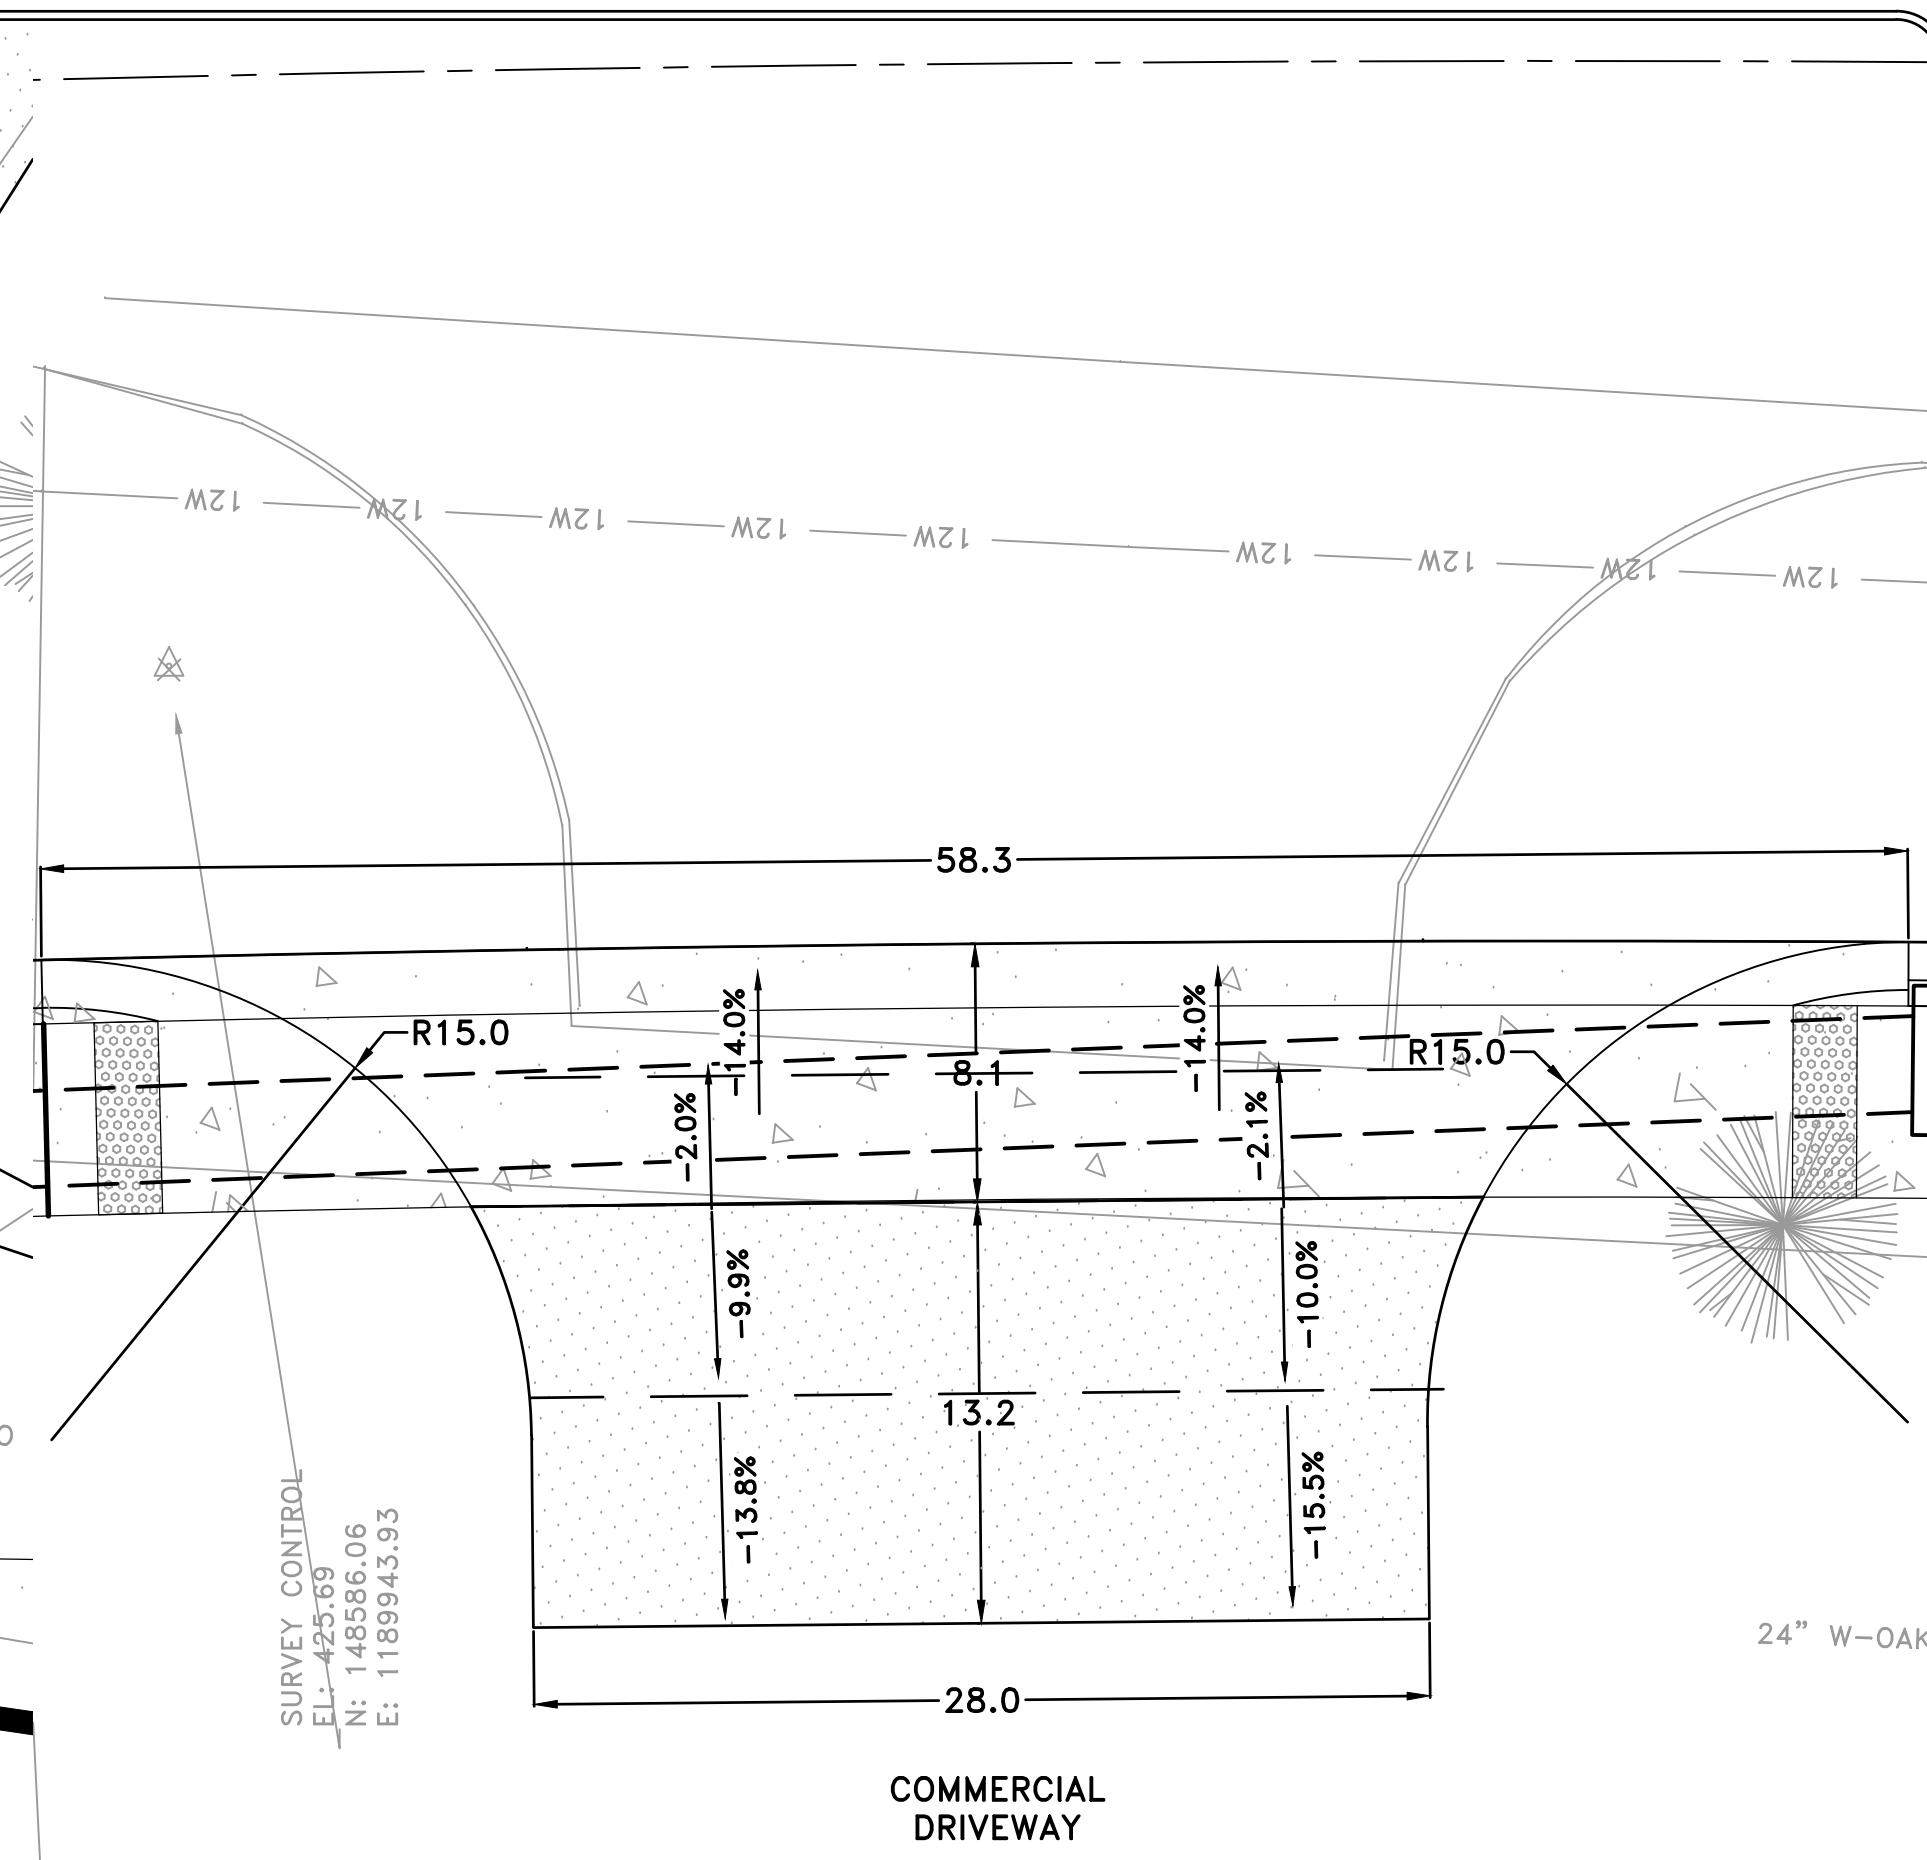 12W
12W
12W
12W
12W
12W
12W
12W
12W
58.3
-14.0%
-14.0%
R15.0
R15.0
8.1
-2.0%
-2.1%
-9.9%
-10.0%
13.2
-13.8%
-15.5%
SURVEY CONTROL
EL: 425.69
N: 148586.06
E: 1189943.93
24" W-OAK
28.0
COMMERCIAL
DRIVEWAY